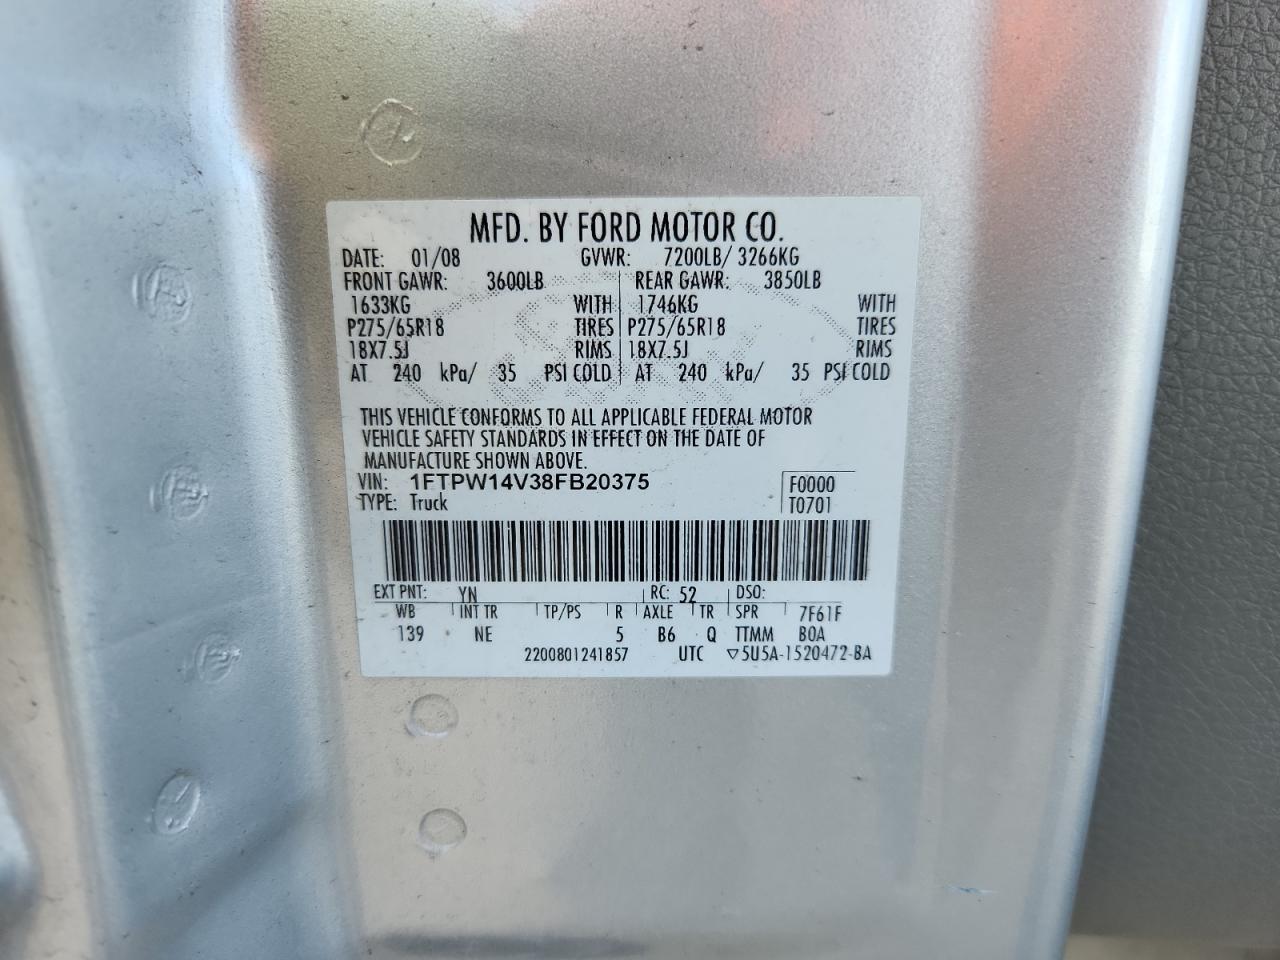 MFD. BY FORD MOTOR CO.
DATE: 01/08 GVWR: 7200LB/ 3266KG
FRONT GAWR: 3600LB REAR GAWR: 3850LB
1633KG WITH 1746KG WITH
P275/65R18 TIRES P275/65R18 TIRES
18X7.5J RIMS 18X7.5J RIMS
AT 240 kPa/ 35 PSI COLD AT 240 kPa/ 35 PSI COLD
THIS VEHICLE CONFORMS TO ALL APPLICABLE FEDERAL MOTOR
VEHICLE SAFETY STANDARDS IN EFFECT ON THE DATE OF
MANUFACTURE SHOWN ABOVE.
VIN: 1FTPW14V38FB20375 F0000
TYPE: Truck T0701
EXT PNT: YN RC: 52 DSO:
WB INT TR TP/PS R AXLE TR SPR 7F61F
139 NE 5 B6 Q TTMM B0A
2200801241857 UTC ▽5U5A-1520472-BA